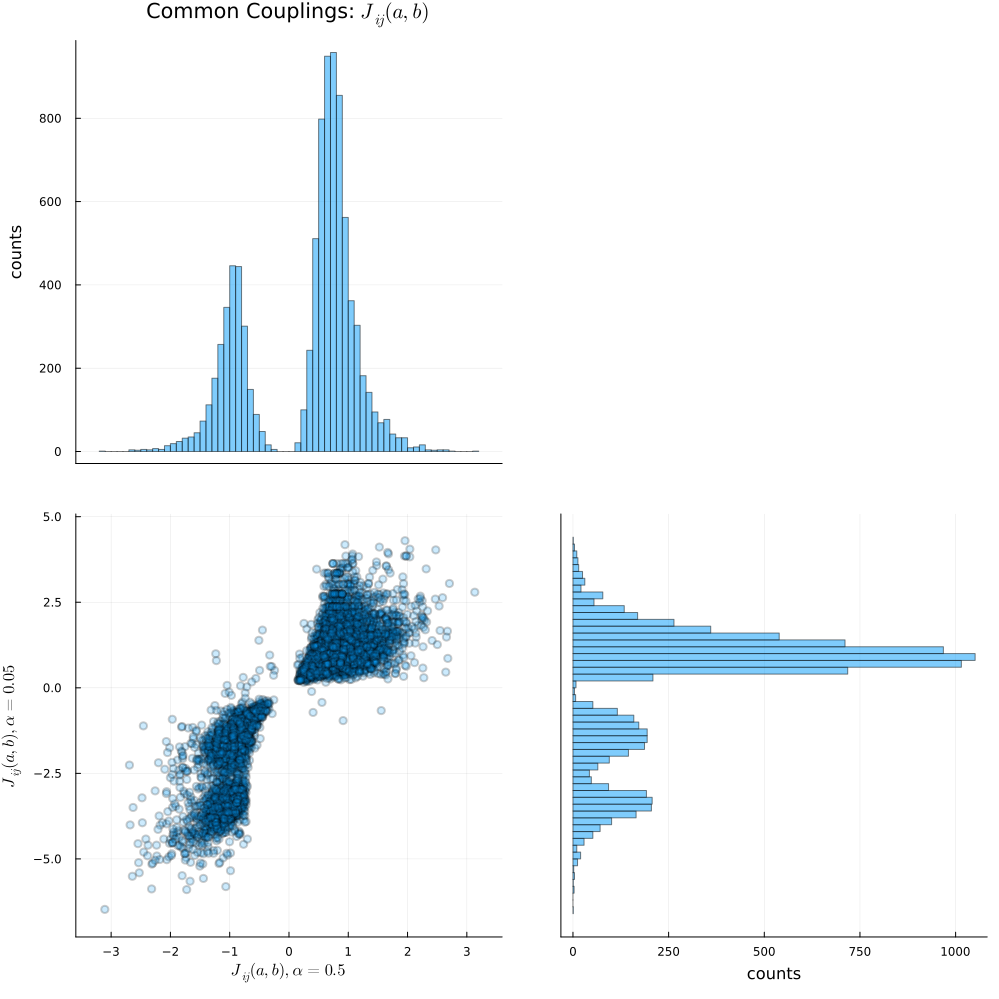 Common Couplings: J_ij(a, b)
counts
800
600
400
200
0
5.0
2.5
0.0
−2.5
−5.0
J_ij(a, b), α = 0.05
−3 −2 −1 0 1 2 3
J_ij(a, b), α = 0.5
0 250 500 750 1000
counts